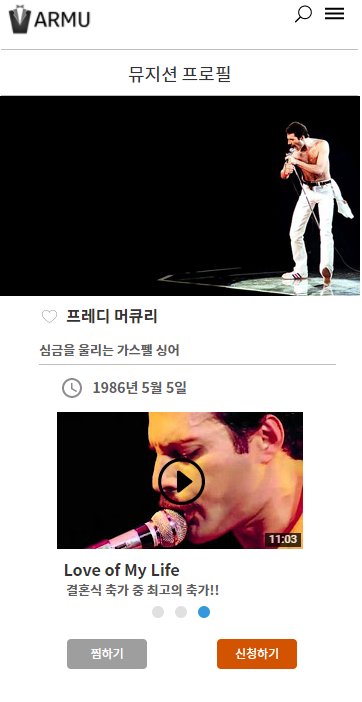 ARMU
뮤지션 프로필
프레디 머큐리
심금을 울리는 가스펠 싱어
1986년 5월 5일
11:03
Love of My Life
결혼식 축가 중 최고의 축가!!
찜하기
신청하기